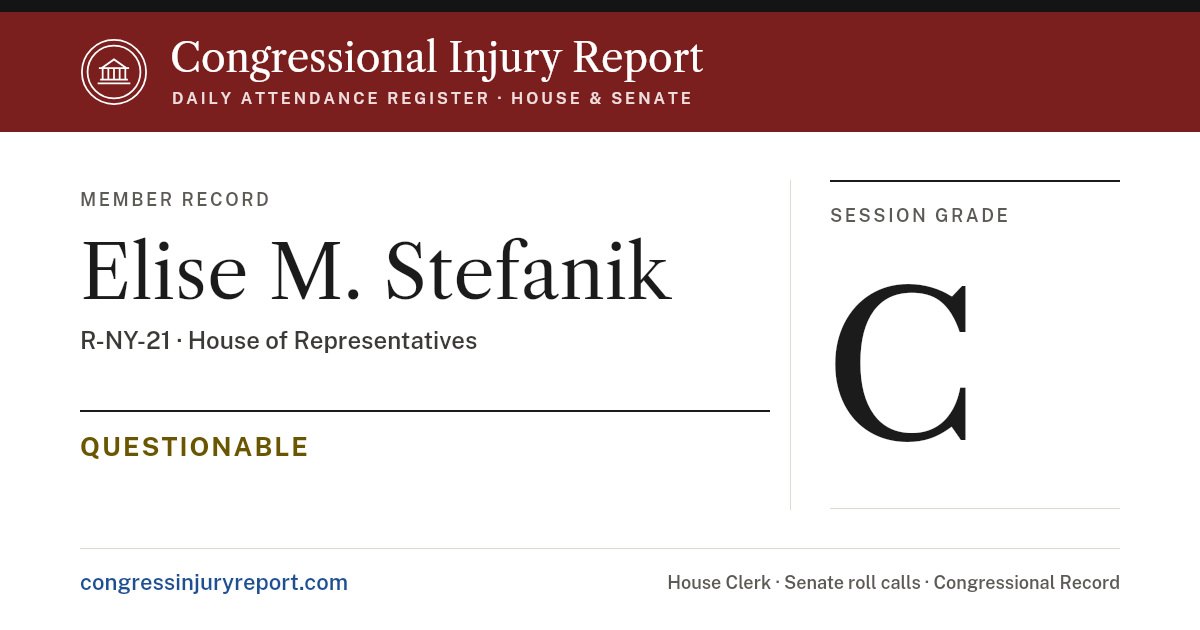 Congressional Injury Report
DAILY ATTENDANCE REGISTER · HOUSE & SENATE
MEMBER RECORD
Elise M. Stefanik
R-NY-21 · House of Representatives
QUESTIONABLE
SESSION GRADE
C
congressinjuryreport.com
House Clerk · Senate roll calls · Congressional Record